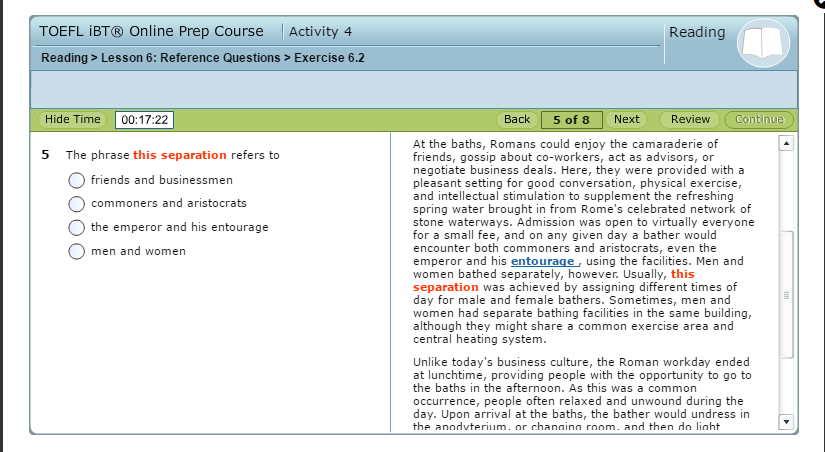 TOEFL iBT® Online Prep Course Activity 4
Reading
Reading > Lesson 6: Reference Questions > Exercise 6.2
Hide Time 00:17:22 Back 5 of 8 Next Review Continue
5 The phrase this separation refers to
friends and businessmen
commoners and aristocrats
the emperor and his entourage
men and women
At the baths, Romans could enjoy the camaraderie of
friends, gossip about co-workers, act as advisors, or
negotiate business deals. Here, they were provided with a
pleasant setting for good conversation, physical exercise,
and intellectual stimulation to supplement the refreshing
spring water brought in from Rome's celebrated network of
stone waterways. Admission was open to virtually everyone
for a small fee, and on any given day a bather would
encounter both commoners and aristocrats, even the
emperor and his entourage , using the facilities. Men and
women bathed separately, however. Usually, this
separation was achieved by assigning different times of
day for male and female bathers. Sometimes, men and
women had separate bathing facilities in the same building,
although they might share a common exercise area and
central heating system.
Unlike today's business culture, the Roman workday ended
at lunchtime, providing people with the opportunity to go to
the baths in the afternoon. As this was a common
occurrence, people often relaxed and unwound during the
day. Upon arrival at the baths, the bather would undress in
the apodyterium, or changing room, and then do light